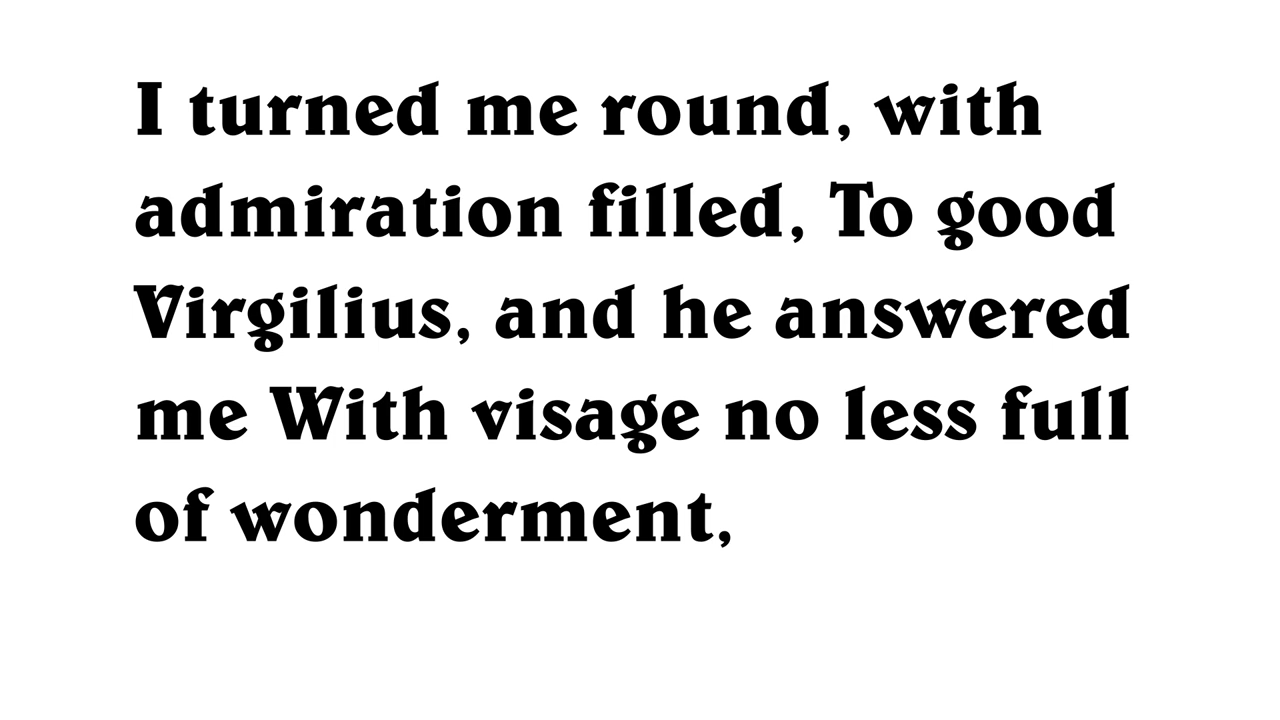 I turned me round, with
admiration filled, To good
Virgilius, and he answered
me With visage no less full
of wonderment,